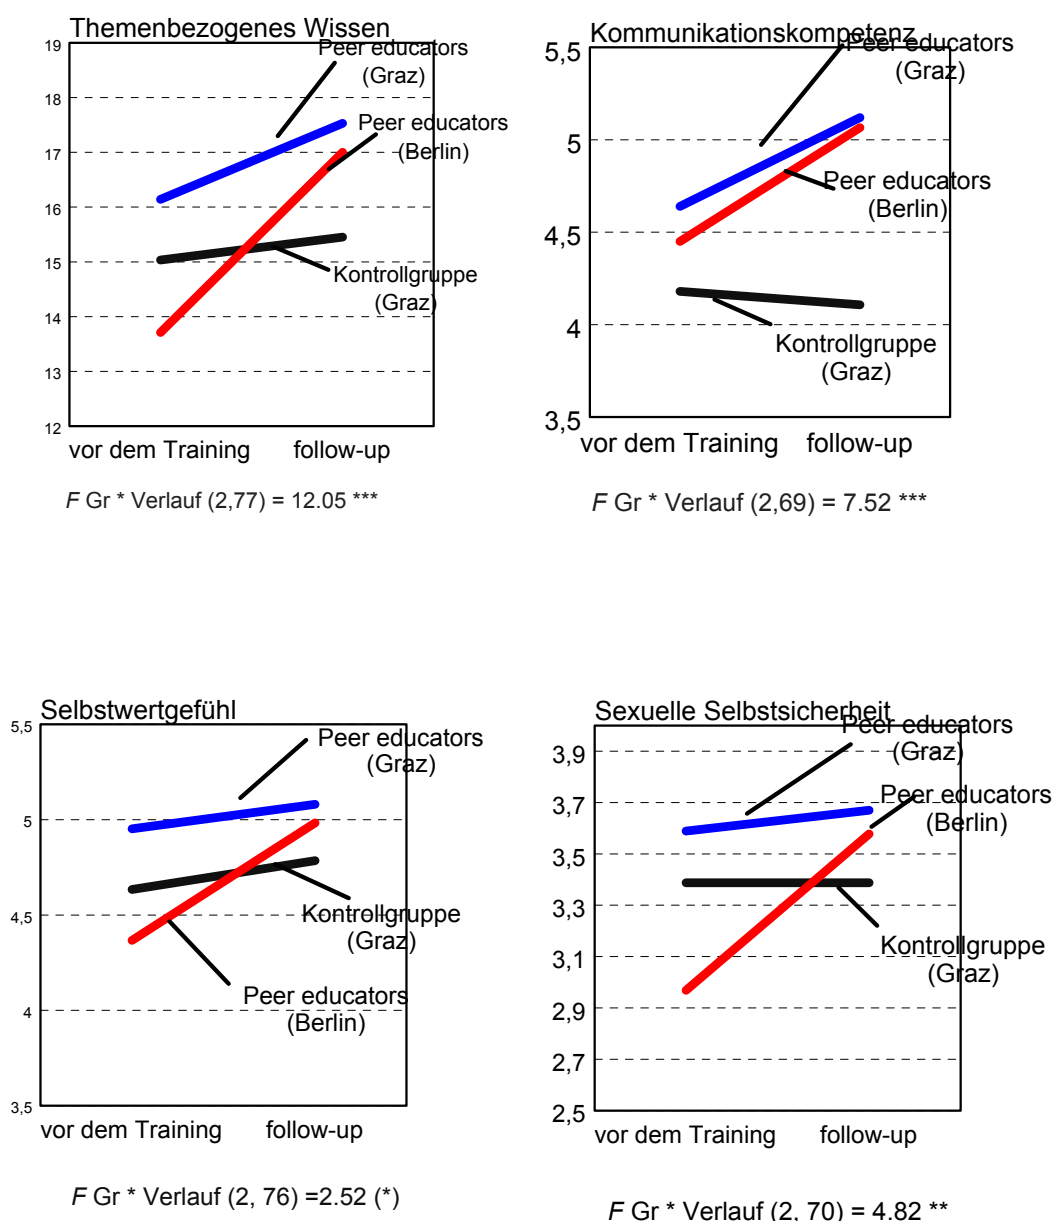 Themenbezogenes Wissen
19
18
17
16
15
14
13
12
Peer educators
(Graz)
Peer educators
(Berlin)
Kontrollgruppe
(Graz)
vor dem Training follow-up
F Gr * Verlauf (2,77) = 12.05 ***
Kommunikationskompetenz
5,5
5
4,5
4
3,5
Peer educators
(Graz)
Peer educators
(Berlin)
Kontrollgruppe
(Graz)
vor dem Training follow-up
F Gr * Verlauf (2,69) = 7.52 ***
Selbstwertgefühl
5,5
5
4,5
4
3,5
Peer educators
(Graz)
Kontrollgruppe
(Graz)
Peer educators
(Berlin)
vor dem Training follow-up
F Gr * Verlauf (2, 76) =2.52 (*)
Sexuelle Selbstsicherheit
3,9
3,7
3,5
3,3
3,1
2,9
2,7
2,5
Peer educators
(Graz)
Peer educators
(Berlin)
Kontrollgruppe
(Graz)
vor dem Training follow-up
F Gr * Verlauf (2, 70) = 4.82 **